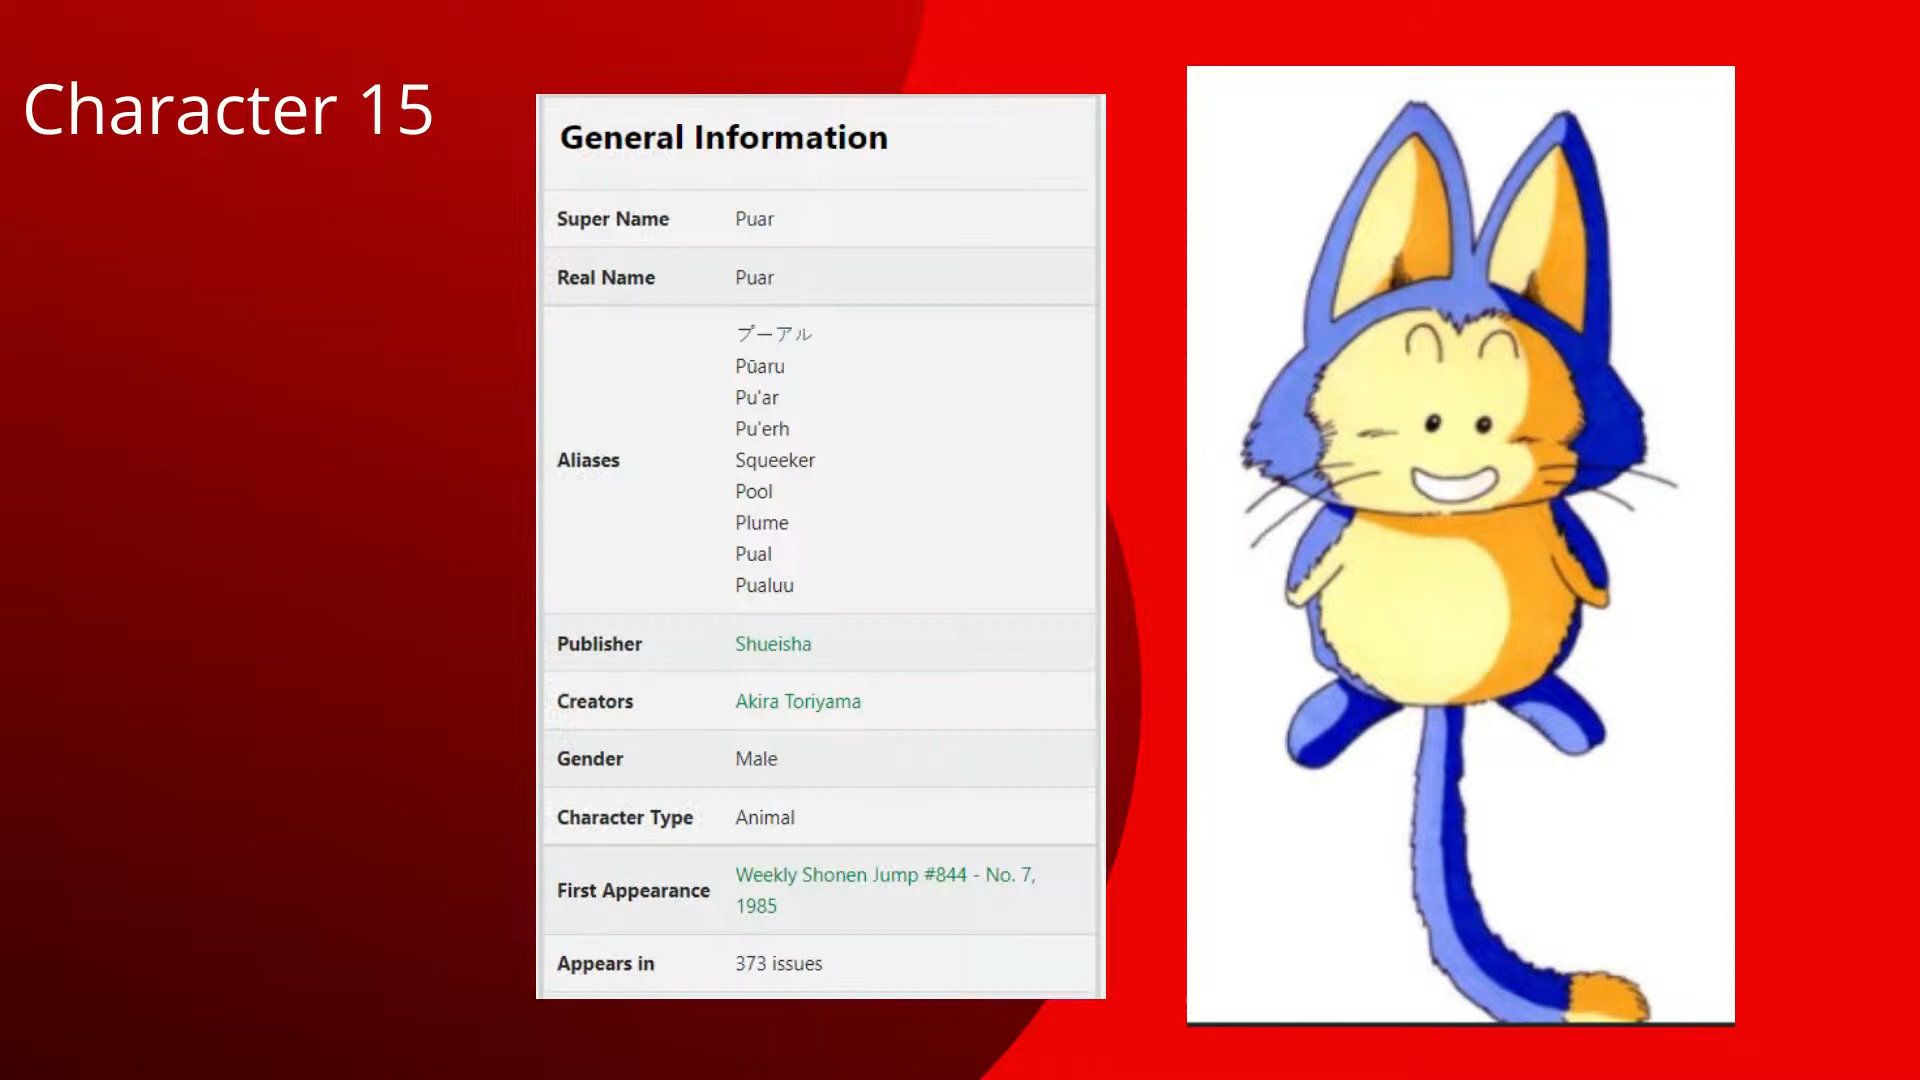 Character 15
General Information
Super Name Puar
Real Name Puar
Aliases
プーアル
Pūaru
Pu'ar
Pu'erh
Squeeker
Pool
Plume
Pual
Pualuu
Publisher Shueisha
Creators Akira Toriyama
Gender Male
Character Type Animal
First Appearance
Weekly Shonen Jump #844 - No. 7,
1985
Appears in 373 issues